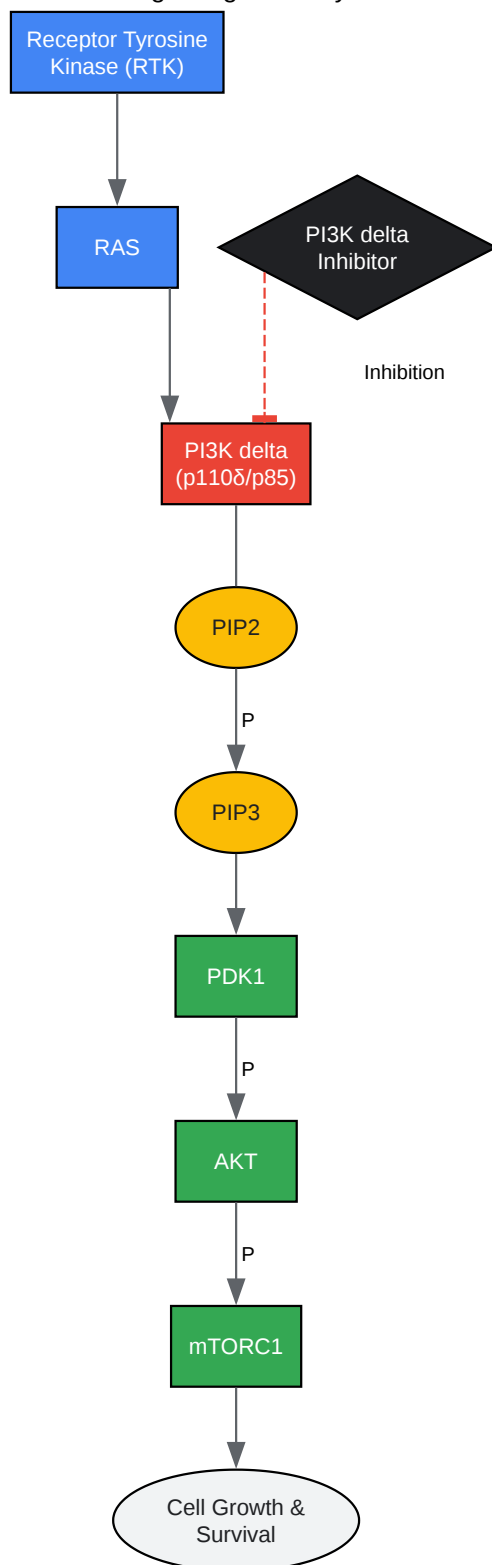 Receptor Tyrosine
Kinase (RTK)
RAS
PI3K delta
Inhibitor
Inhibition
PI3K delta
(p110δ/p85)
PIP2
P
PIP3
PDK1
P
AKT
P
mTORC1
Cell Growth &
Survival